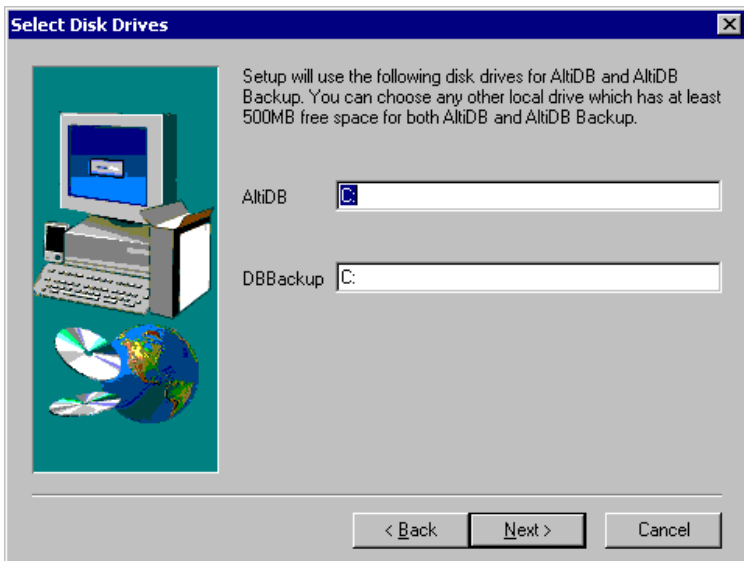 Select Disk Drives
Setup will use the following disk drives for AltiDB and AltiDB
Backup. You can choose any other local drive which has at least
500MB free space for both AltiDB and AltiDB Backup.
AltiDB C:
DBBackup C:
< Back Next > Cancel